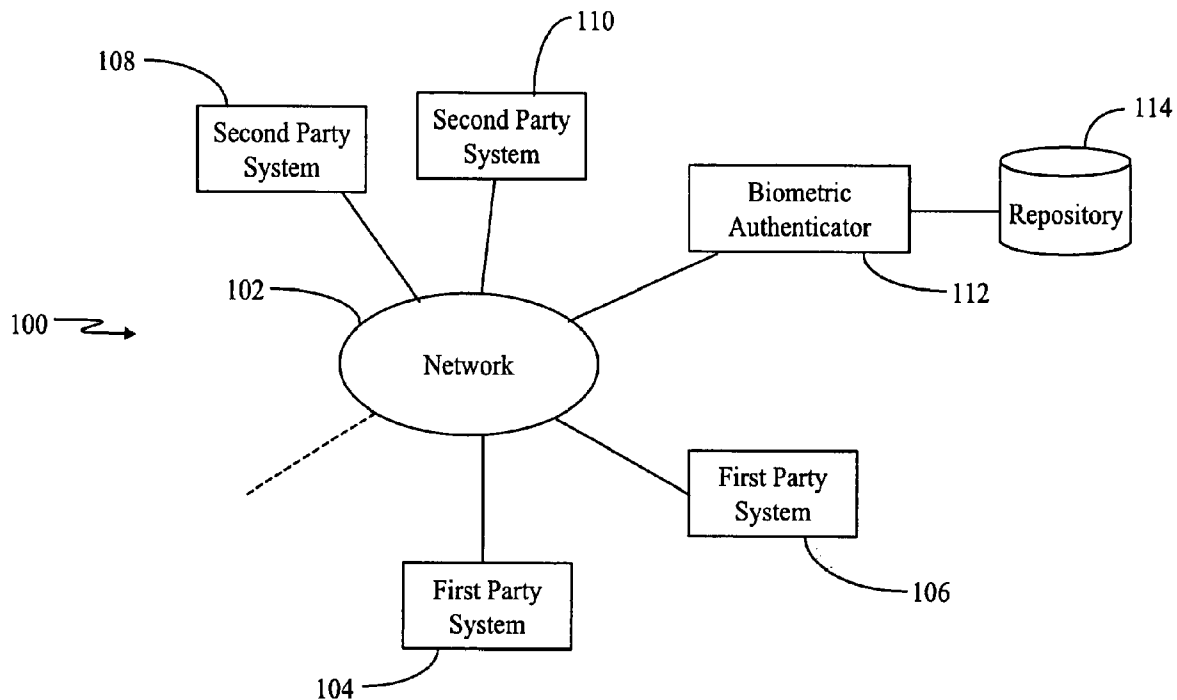 110
108
Second Party
System
Second Party
System
114
Biometric
Authenticator
Repository
102
112
100
Network
First Party
System
First Party
System
106
104